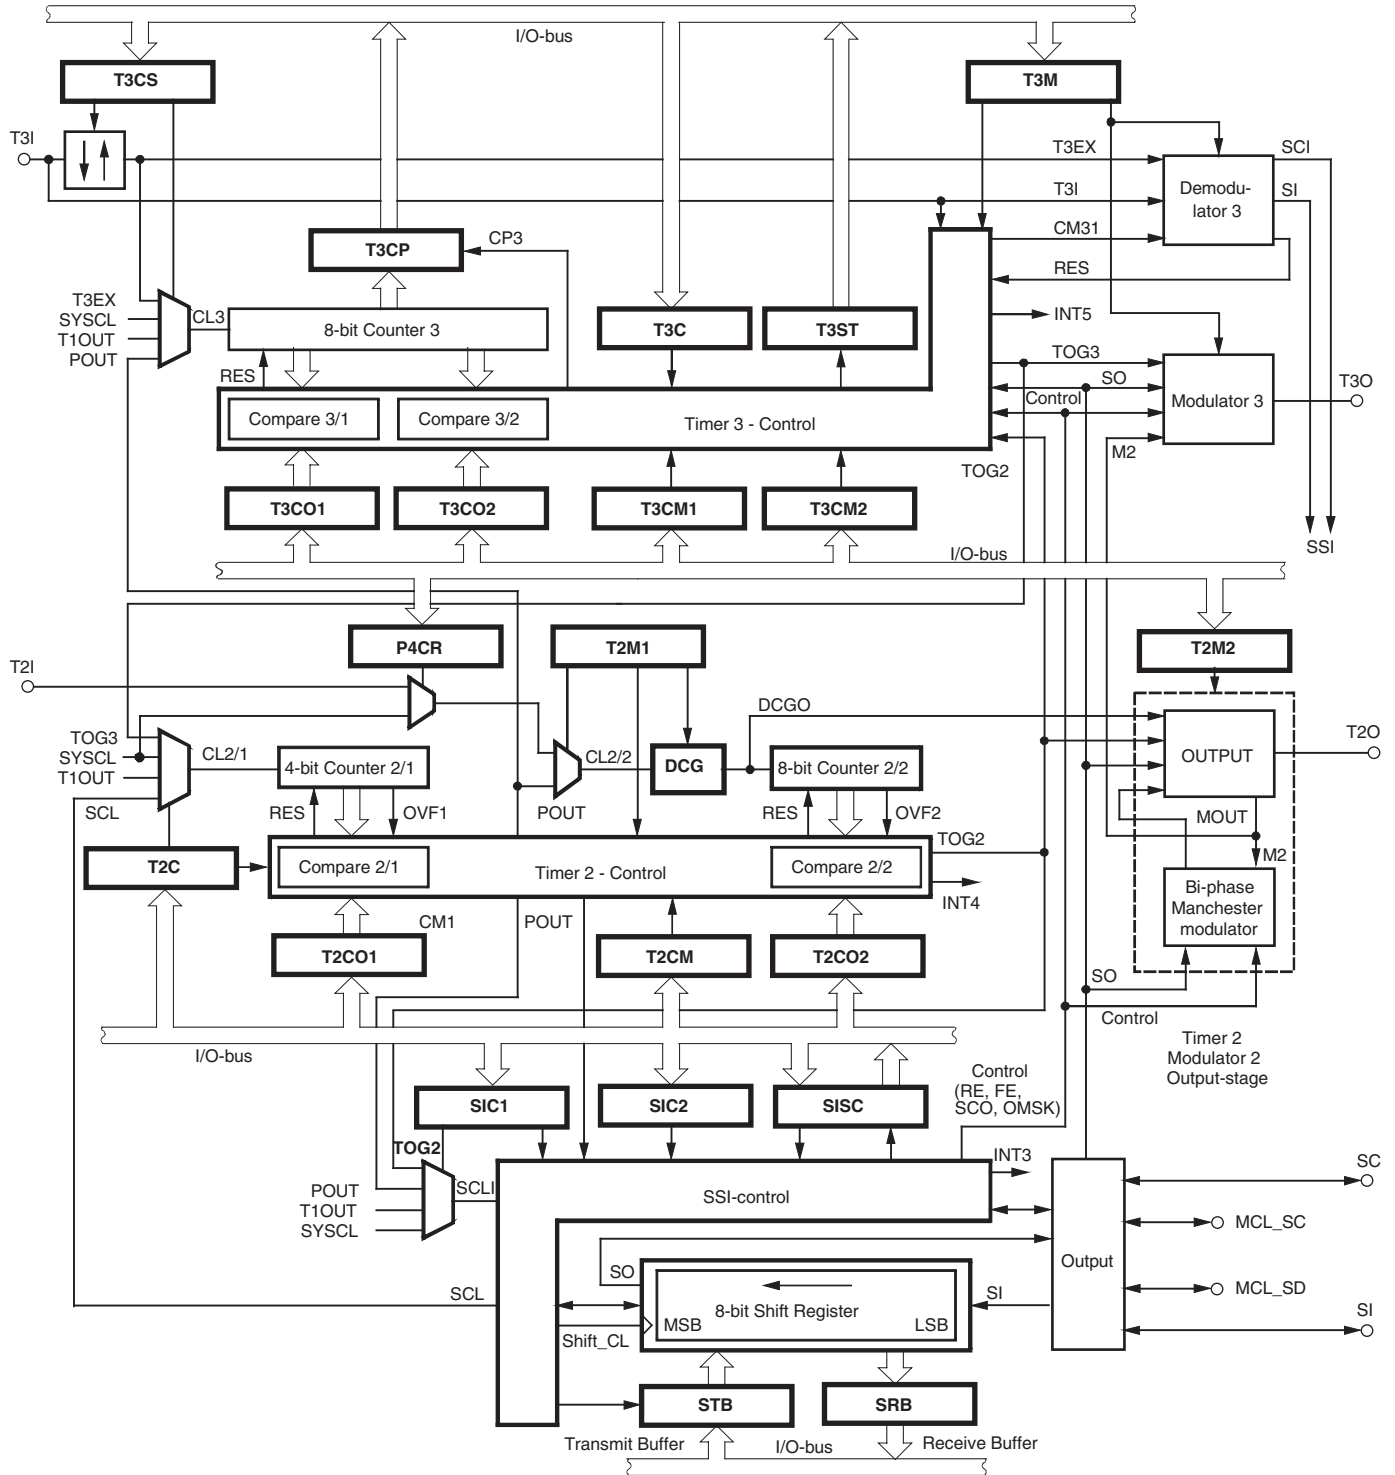 I/O-bus
T3CS
T3M
T3I
T3EX
SCI
T3I
Demodu-
lator 3
SI
CM31
T3CP
CP3
RES
T3EX
SYSCL
T1OUT
POUT
CL3
8-bit Counter 3
T3C
T3ST
INT5
RES
TOG3
SO
Control
Modulator 3
T3O
Compare 3/1
Compare 3/2
Timer 3 - Control
M2
TOG2
T3CO1
T3CO2
T3CM1
T3CM2
SSI
I/O-bus
P4CR
T2M1
T2M2
T2I
DCGO
TOG3
SYSCL
T1OUT
SCL
CL2/1
4-bit Counter 2/1
CL2/2
DCG
8-bit Counter 2/2
OUTPUT
T2O
RES
OVF1
POUT
RES
OVF2
MOUT
TOG2
M2
T2C
Compare 2/1
Timer 2 - Control
Compare 2/2
INT4
Bi-phase
Manchester
modulator
CM1
POUT
T2CO1
T2CM
T2CO2
SO
Control
I/O-bus
Timer 2
Modulator 2
Output-stage
Control
(RE, FE,
SCO, OMSK)
SIC1
SIC2
SISC
TOG2
INT3
POUT
T1OUT
SYSCL
SCLI
SSI-control
SC
MCL_SC
Output
SO
SCL
8-bit Shift Register
MSB
LSB
SI
MCL_SD
SI
Shift_CL
STB
SRB
Transmit Buffer
I/O-bus
Receive Buffer